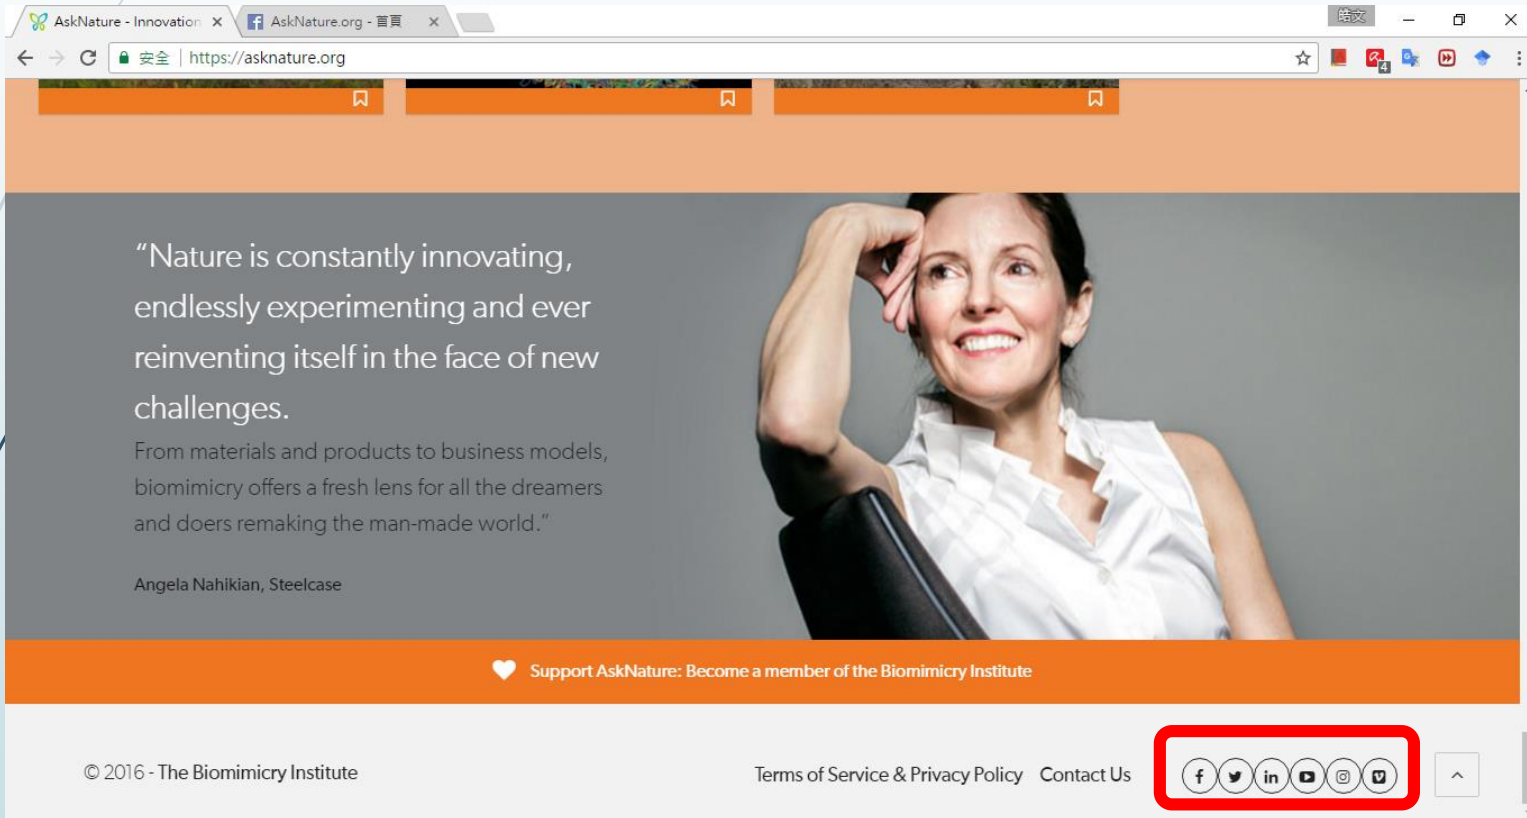 AskNature - Innovation
AskNature.org - 首頁
皓文
安全
https://asknature.org
4
“Nature is constantly innovating,
endlessly experimenting and ever
reinventing itself in the face of new
challenges.
From materials and products to business models,
biomimicry offers a fresh lens for all the dreamers
and doers remaking the man-made world.”
Angela Nahikian, Steelcase
Support AskNature: Become a member of the Biomimicry Institute
© 2016 - The Biomimicry Institute
Terms of Service & Privacy Policy Contact Us